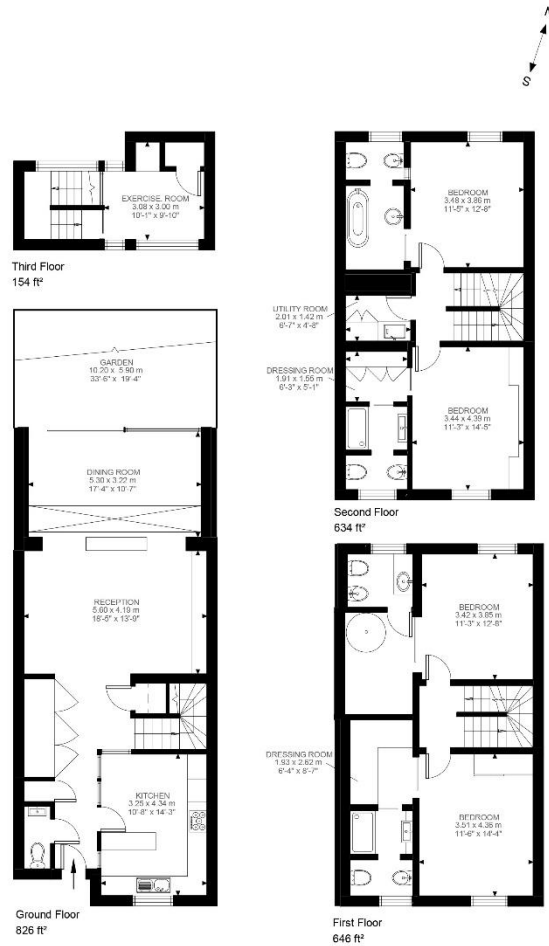 N
S
EXERCISE. ROOM
3.08 x 3.00 m
10'-1" x 9'-10"
Third Floor
154 ft²
GARDEN
10.20 x 5.90 m
33'-6" x 19'-4"
DINING ROOM
5.30 x 3.22 m
17'-4" x 10'-7"
RECEPTION
5.60 x 4.19 m
18'-5" x 13'-9"
KITCHEN
3.25 x 4.34 m
10'-8" x 14'-3"
Ground Floor
826 ft²
BEDROOM
3.48 x 3.86 m
11'-5" x 12'-8"
UTILITY ROOM
2.01 x 1.42 m
6'-7" x 4'-8"
DRESSING ROOM
1.91 x 1.55 m
6'-3" x 5'-1"
BEDROOM
3.44 x 4.39 m
11'-3" x 14'-5"
Second Floor
634 ft²
BEDROOM
3.42 x 3.85 m
11'-3" x 12'-8"
DRESSING ROOM
1.93 x 2.62 m
6'-4" x 8'-7"
BEDROOM
3.51 x 4.36 m
11'-6" x 14'-4"
First Floor
646 ft²